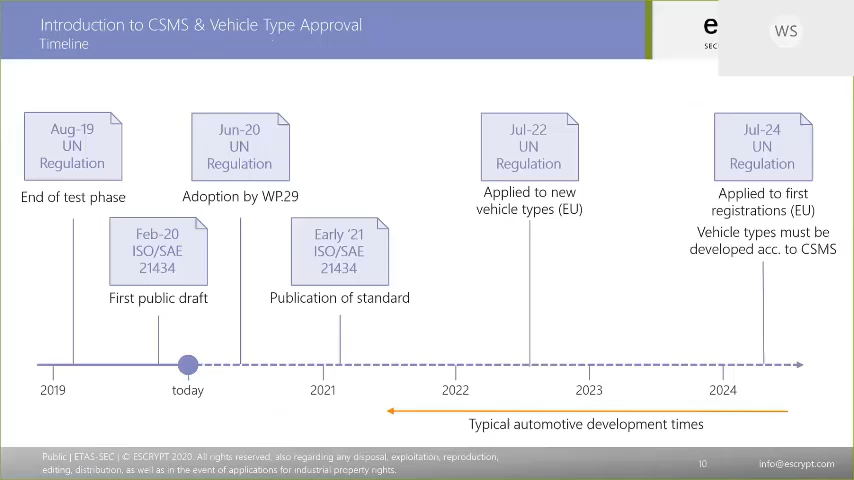 Introduction to CSMS & Vehicle Type Approval
Timeline
e
SEC
WS
Aug-19
UN
Regulation
End of test phase
Jun-20
UN
Regulation
Adoption by WP.29
Jul-22
UN
Regulation
Applied to new
vehicle types (EU)
Jul-24
UN
Regulation
Applied to first
registrations (EU)
Vehicle types must be
developed acc. to CSMS
Feb-20
ISO/SAE
21434
First public draft
Early ‘21
ISO/SAE
21434
Publication of standard
2019
today
2021
2022
2023
2024
Typical automotive development times
Public | ETAS-SEC | © ESCRYPT 2020. All rights reserved, also regarding any disposal, exploitation, reproduction,
editing, distribution, as well as in the event of applications for industrial property rights.
10
info@escrypt.com